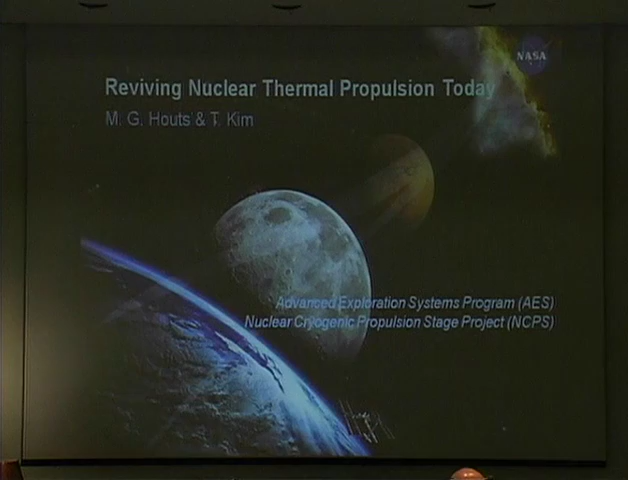 NASA
Reviving Nuclear Thermal Propulsion Today
M. G. Houts & T. Kim
Advanced Exploration Systems Program (AES)
Nuclear Cryogenic Propulsion Stage Project (NCPS)